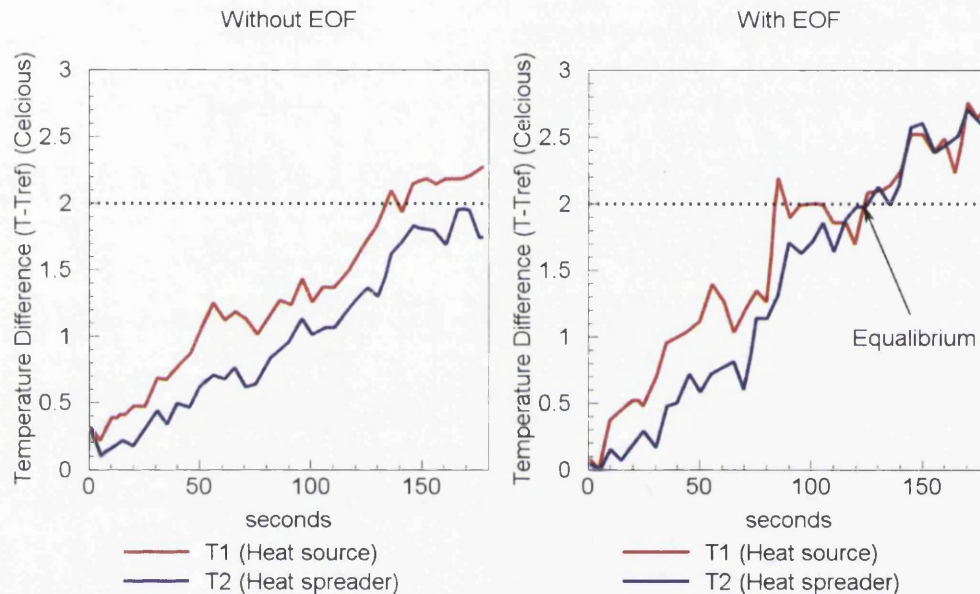 Without EOF
Temperature Difference (T-Tref) (Celcious)
3
2.5
2
1.5
1
0.5
0
0
50
100
150
seconds
T1 (Heat source)
T2 (Heat spreader)
With EOF
Temperature Difference (T-Tref) (Celcious)
3
2.5
2
1.5
1
0.5
0
Equalibrium
0
50
100
150
seconds
T1 (Heat source)
T2 (Heat spreader)